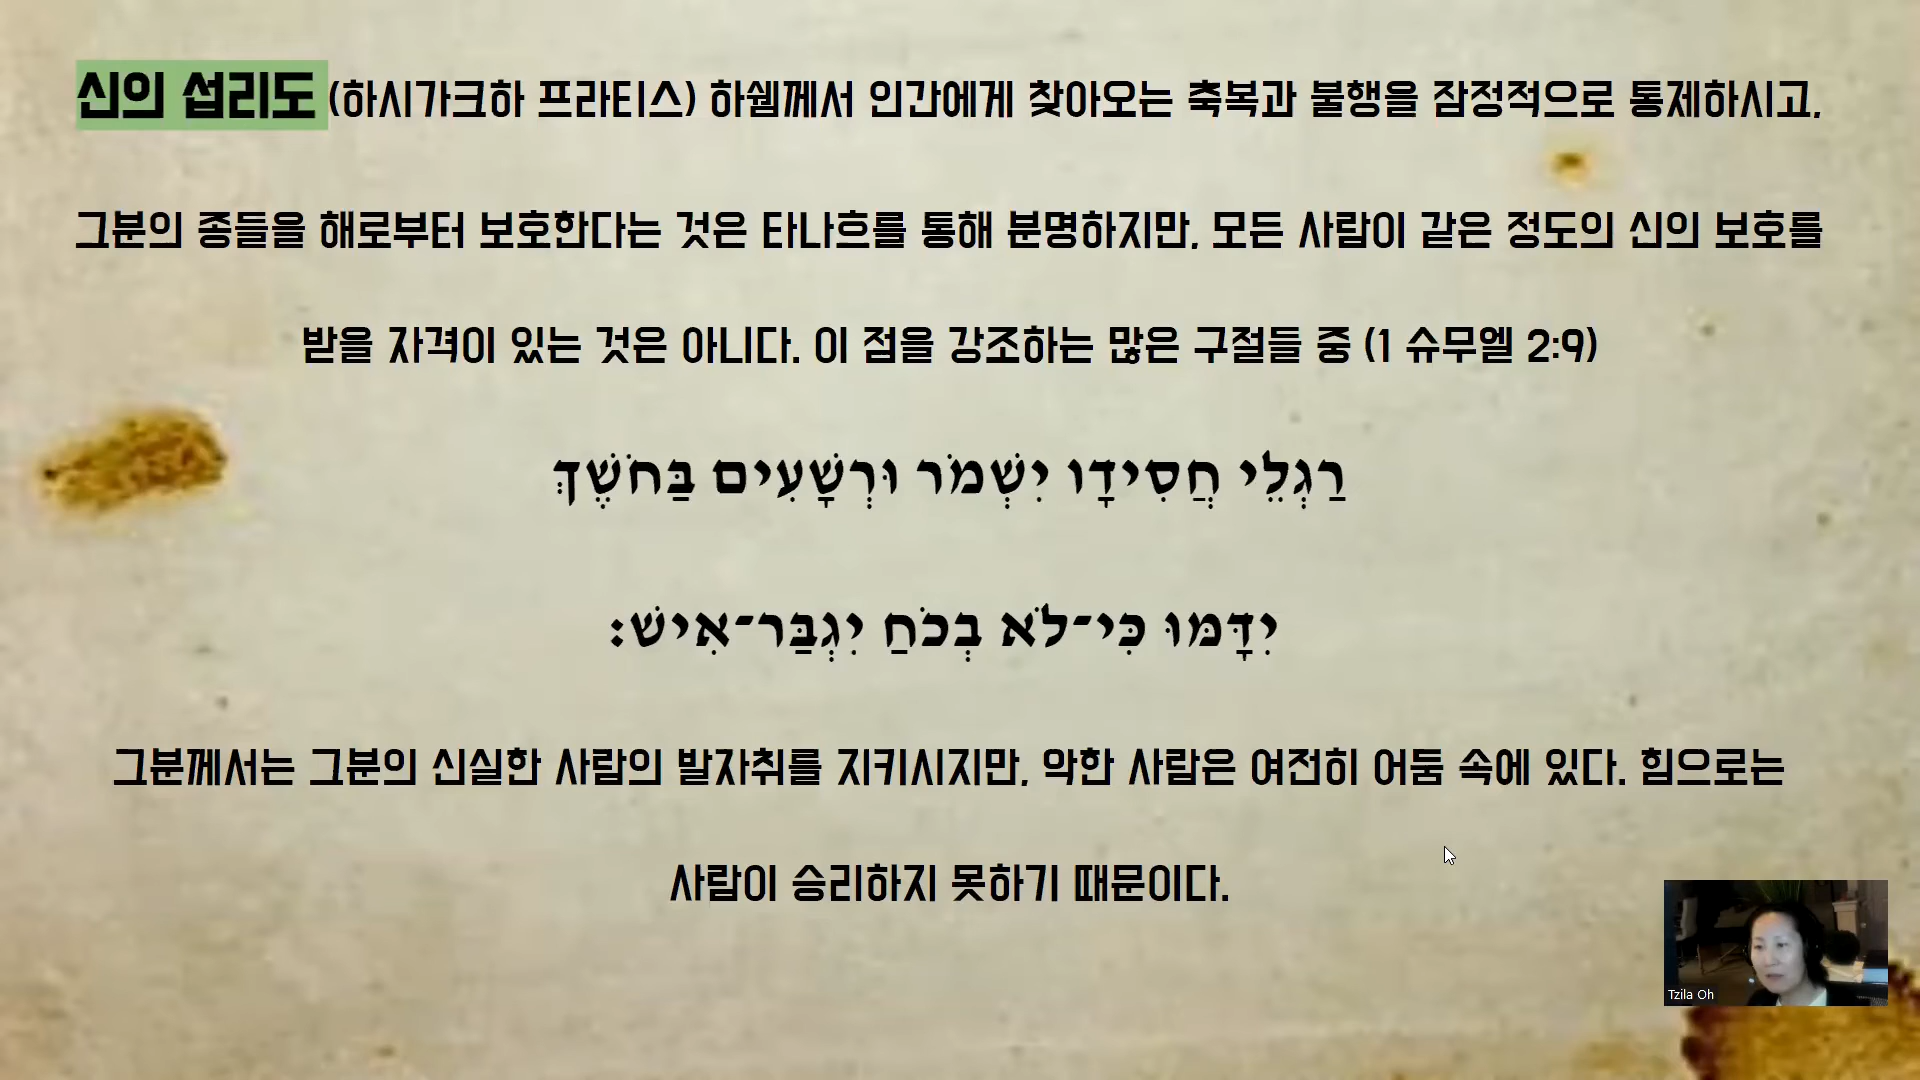 신의 섭리도 (하시가크하 프라티스) 하쉠께서 인간에게 찾아오는 축복과 불행을 잠정적으로 통제하시고,
그분의 종들을 해로부터 보호한다는 것은 타나흐를 통해 분명하지만, 모든 사람이 같은 정도의 신의 보호를
받을 자격이 있는 것은 아니다. 이 점을 강조하는 많은 구절들 중 (1 슈무엘 2:9)
רַגְלֵי חֲסִידָו יִשְׁמֹר וּרְשָׁעִים בַּחֹשֶׁךְ
יִדָּמּוּ כִּי־לֹא בְכֹחַ יִגְבַּר־אִישׁ׃
그분께서는 그분의 신실한 사람의 발자취를 지키시지만, 악한 사람은 여전히 어둠 속에 있다. 힘으로는
사람이 승리하지 못하기 때문이다.
Tzila Oh